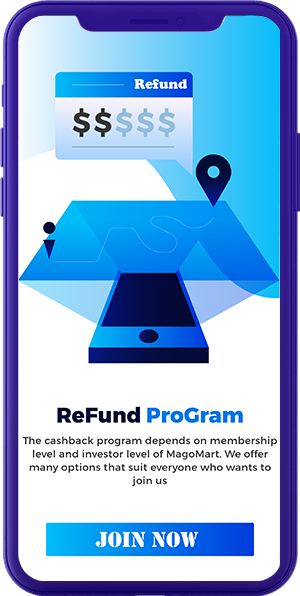 Refund
$$$$$
ReFund ProGram
The cashback program depends on membership
level and investor level of MagoMart. We offer
many options that suit everyone who wants to
join us
JOIN NOW